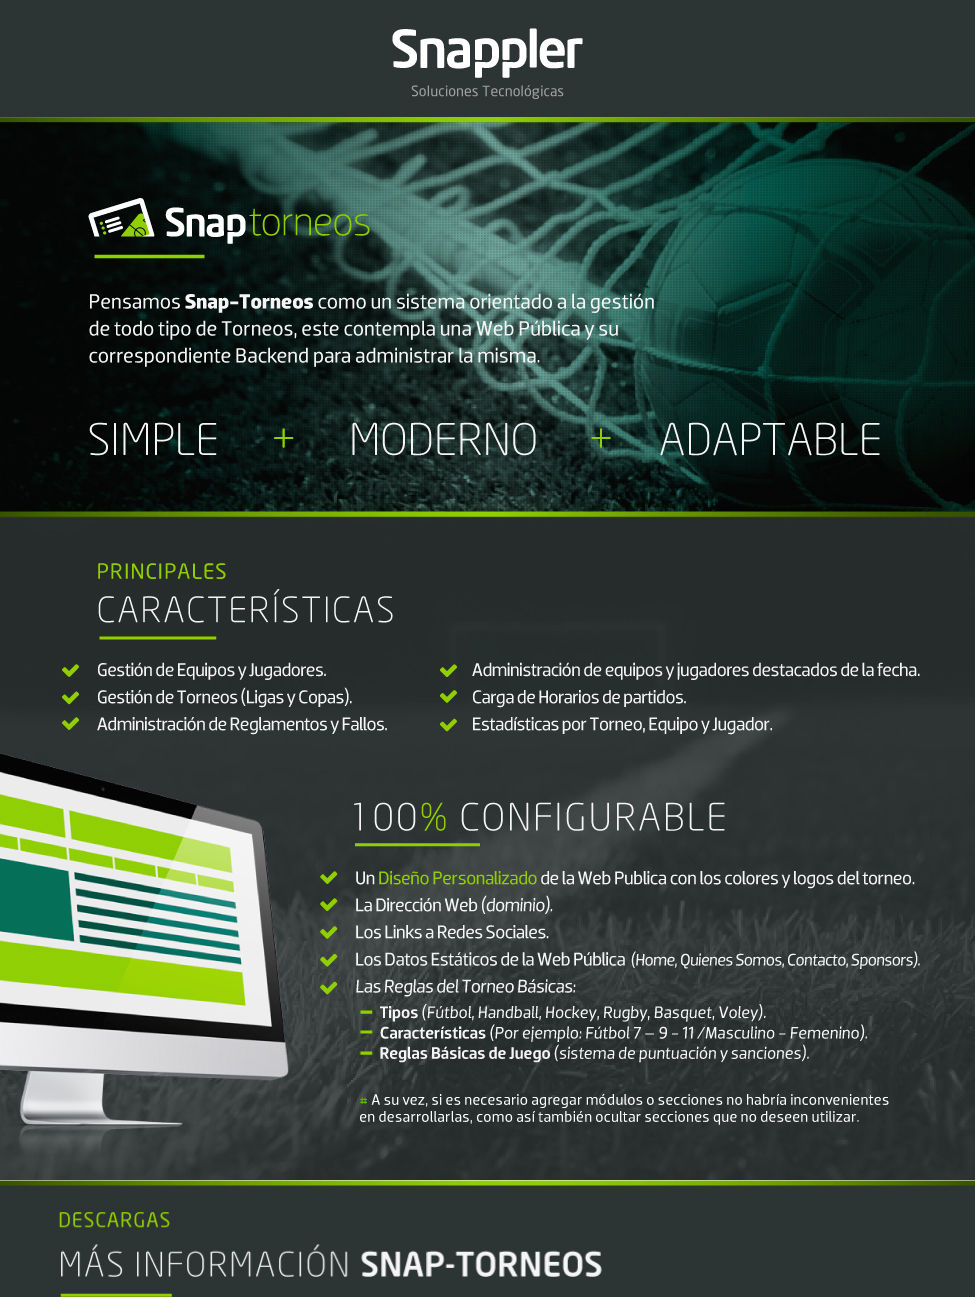 Snappler
Soluciones Tecnológicas
Snaptorneos
Pensamos Snap-Torneos como un sistema orientado a la gestión
de todo tipo de Torneos, este contempla una Web Pública y su
correspondiente Backend para administrar la misma.
SIMPLE + MODERNO + ADAPTABLE
PRINCIPALES
CARACTERÍSTICAS
Gestión de Equipos y Jugadores.
Gestión de Torneos (Ligas y Copas).
Administración de Reglamentos y Fallos.
Administración de equipos y jugadores destacados de la fecha.
Carga de Horarios de partidos.
Estadísticas por Torneo, Equipo y Jugador.
100% CONFIGURABLE
Un Diseño Personalizado de la Web Publica con los colores y logos del torneo.
La Dirección Web (dominio).
Los Links a Redes Sociales.
Los Datos Estáticos de la Web Pública (Home, Quienes Somos, Contacto, Sponsors).
Las Reglas del Torneo Básicas:
Tipos (Fútbol, Handball, Hockey, Rugby, Basquet, Voley).
Características (Por ejemplo: Fútbol 7 – 9 - 11 /Masculino - Femenino).
Reglas Básicas de Juego (sistema de puntuación y sanciones).
# A su vez, si es necesario agregar módulos o secciones no habría inconvenientes
en desarrollarlas, como así también ocultar secciones que no deseen utilizar.
DESCARGAS
MÁS INFORMACIÓN SNAP-TORNEOS